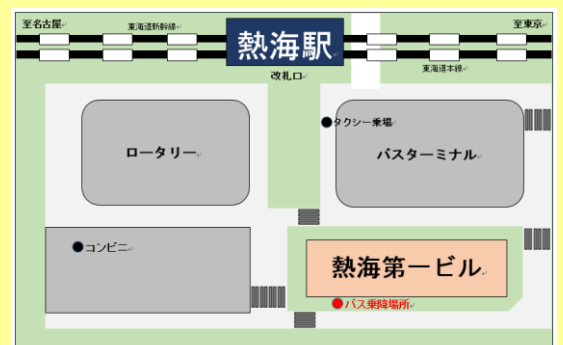 至名古屋
東海道新幹線
熱海駅
至東京
東海道本線
改札口
タクシー乗場
ロータリー
バスターミナル
コンビニ
熱海第一ビル
バス乗降場所